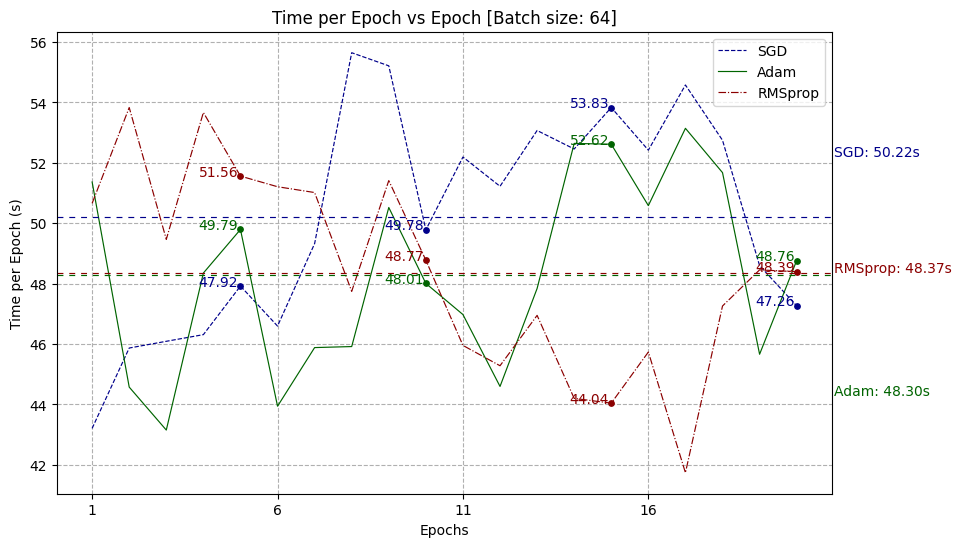 Time per Epoch vs Epoch [Batch size: 64]
56
54
52
50
48
46
44
42
Time per Epoch (s)
1
6
11
16
Epochs
SGD
Adam
RMSprop
47.92
49.78
53.83
47.26
49.79
48.01
52.62
48.76
51.56
48.77
44.04
48.39
SGD: 50.22s
RMSprop: 48.37s
Adam: 48.30s